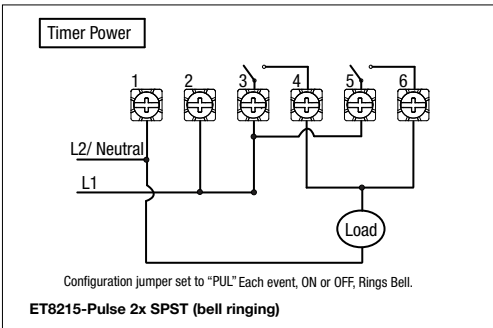 Timer Power
1 2 3 4 5 6
L2/ Neutral
L1
Load
Configuration jumper set to “PUL” Each event, ON or OFF, Rings Bell.
ET8215-Pulse 2x SPST (bell ringing)